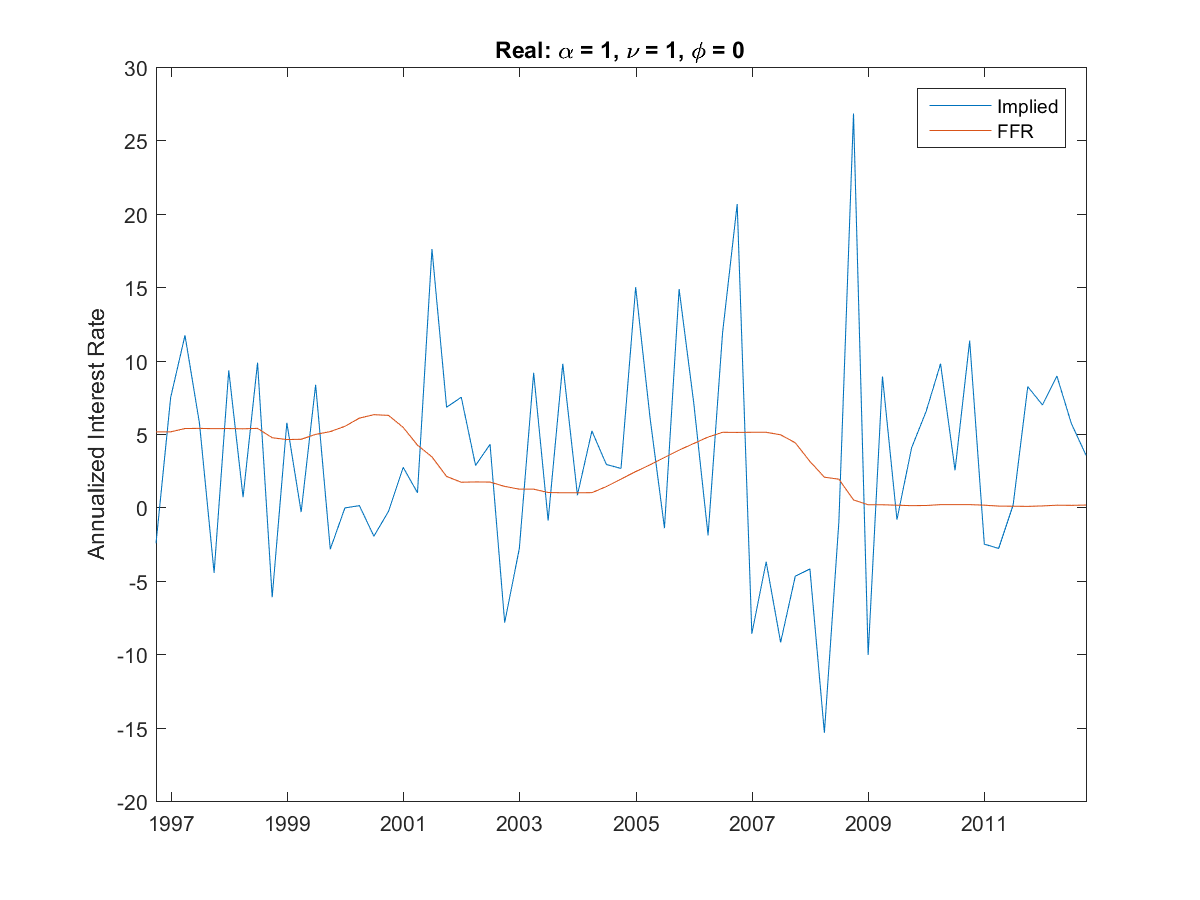 Real: α = 1, ν = 1, ϕ = 0
Implied
FFR
Annualized Interest Rate
30
25
20
15
10
5
0
-5
-10
-15
-20
1997 1999 2001 2003 2005 2007 2009 2011